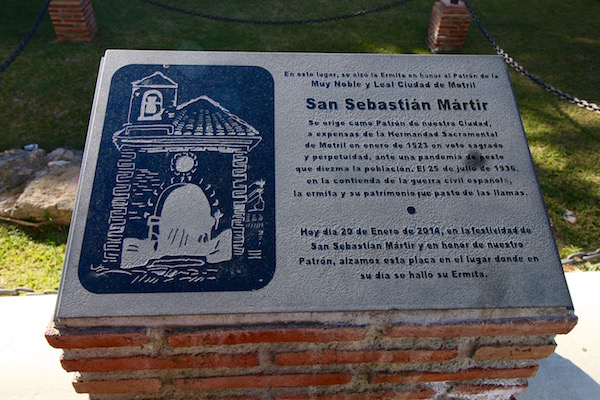 En este lugar, se hizo la Ermita en honor al Patrón de la
Muy Noble y Leal Ciudad de Motril
San Sebastián Mártir
Se erige como Patrón de nuestra Ciudad,
a expensas de la Hermandad Sacramental
de Motril en enero de 1523 en voto sagrado
y perpetuidad, ante una pandemia de peste
que diezma la población. El 25 de julio de 1936,
en la contienda de la guerra civil española,
la ermita y su patrimonio fue pasto de las llamas.
Hoy día 20 de Enero de 2014, en la festividad de
San Sebastián Mártir y en honor de nuestro
Patrón, alzamos esta placa en el lugar donde en
su día se hallo su Ermita.